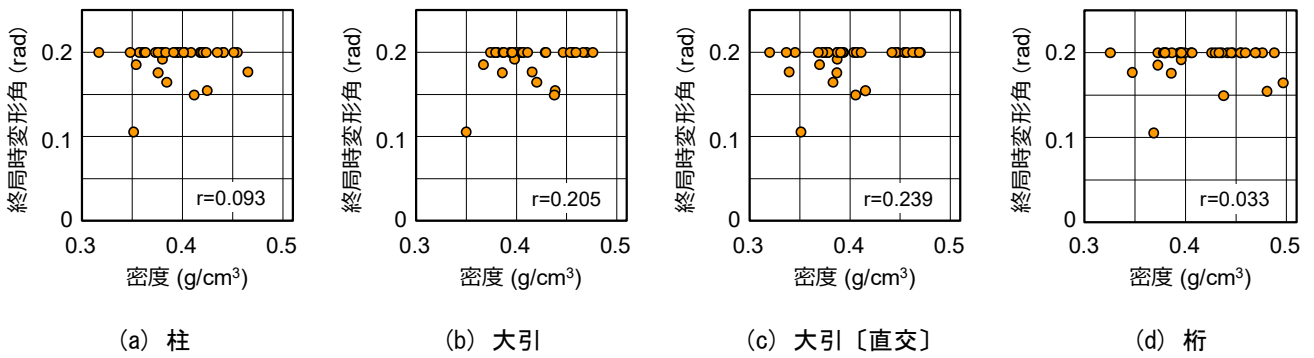 終局時変形角 (rad)
0.2
0.1
0
r=0.093
0.3
0.4
0.5
密度 (g/cm³)
(a) 柱
終局時変形角 (rad)
0.2
0.1
0
r=0.205
0.3
0.4
0.5
密度 (g/cm³)
(b) 大引
終局時変形角 (rad)
0.2
0.1
0
r=0.239
0.3
0.4
0.5
密度 (g/cm³)
(c) 大引〔直交〕
終局時変形角 (rad)
0.2
0.1
0
r=0.033
0.3
0.4
0.5
密度 (g/cm³)
(d) 桁